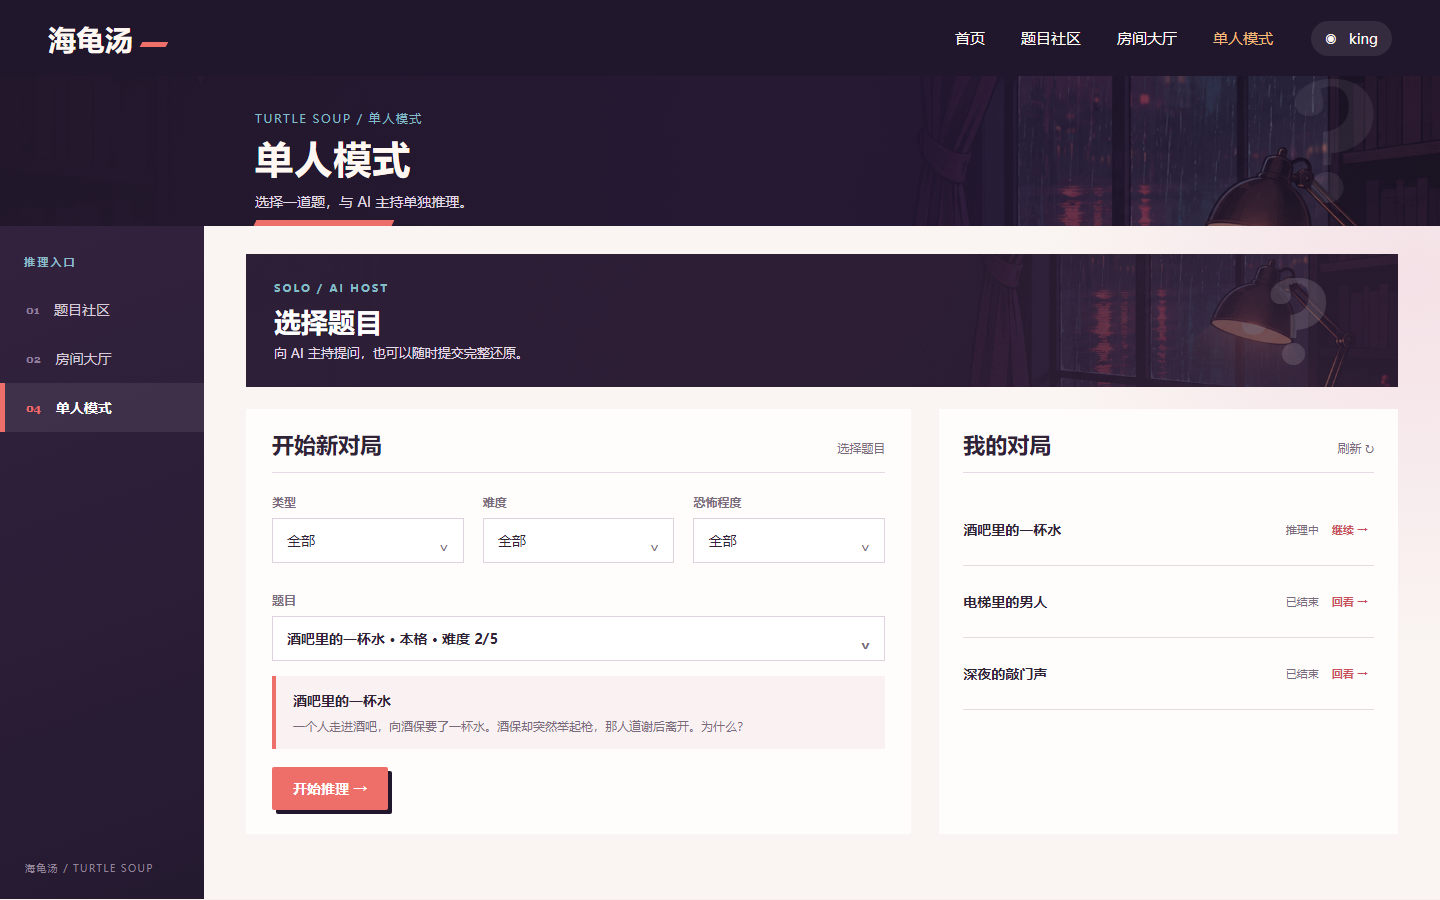 海龟汤
首页 题目社区 房间大厅 单人模式 king
TURTLE SOUP / 单人模式
单人模式
选择一道题，与 AI 主持单独推理。
推理入口
01 题目社区
02 房间大厅
04 单人模式
海龟汤 / TURTLE SOUP
SOLO / AI HOST
选择题目
向 AI 主持提问，也可以随时提交完整还原。
?
?
开始新对局 选择题目
类型 难度 恐怖程度
全部 全部 全部
题目
酒吧里的一杯水 • 本格 • 难度 2/5
酒吧里的一杯水
一个人走进酒吧，向酒保要了一杯水。酒保却突然举起枪，那人道谢后离开。为什么？
开始推理 →
我的对局 刷新 ↻
酒吧里的一杯水 推理中 继续 →
电梯里的男人 已结束 回看 →
深夜的敲门声 已结束 回看 →